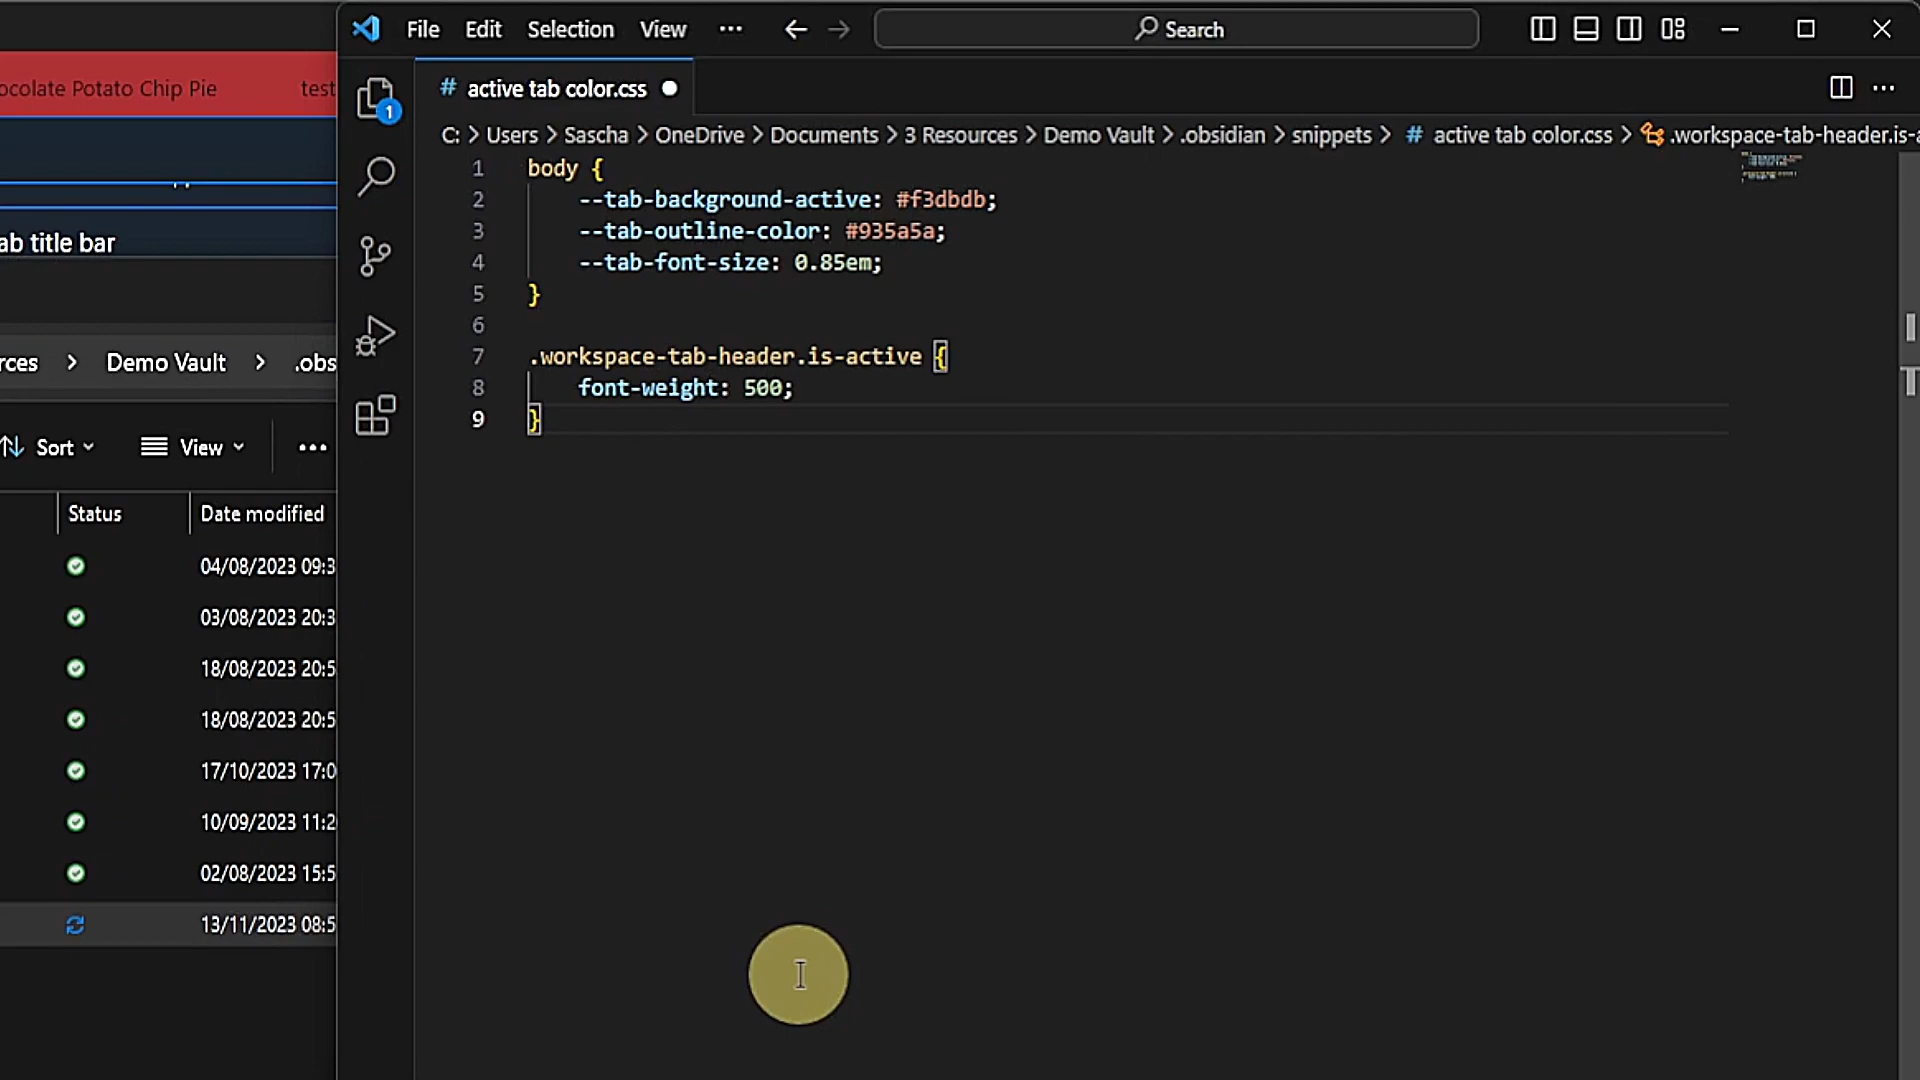 File Edit Selection View ··· Search
ocolate Potato Chip Pie test
# active tab color.css
1
C: > Users > Sascha > OneDrive > Documents > 3 Resources > Demo Vault > .obsidian > snippets > # active tab color.css > .workspace-tab-header.is-a
1 body {
2 --tab-background-active: #f3dbdb;
3 --tab-outline-color: #935a5a;
4 --tab-font-size: 0.85em;
5 }
6
7 .workspace-tab-header.is-active {
8 font-weight: 500;
9 }
ab title bar
rces > Demo Vault > .obs
Sort View ···
Status Date modified
04/08/2023 09:3
03/08/2023 20:3
18/08/2023 20:5
18/08/2023 20:5
17/10/2023 17:0
10/09/2023 11:2
02/08/2023 15:5
13/11/2023 08:5